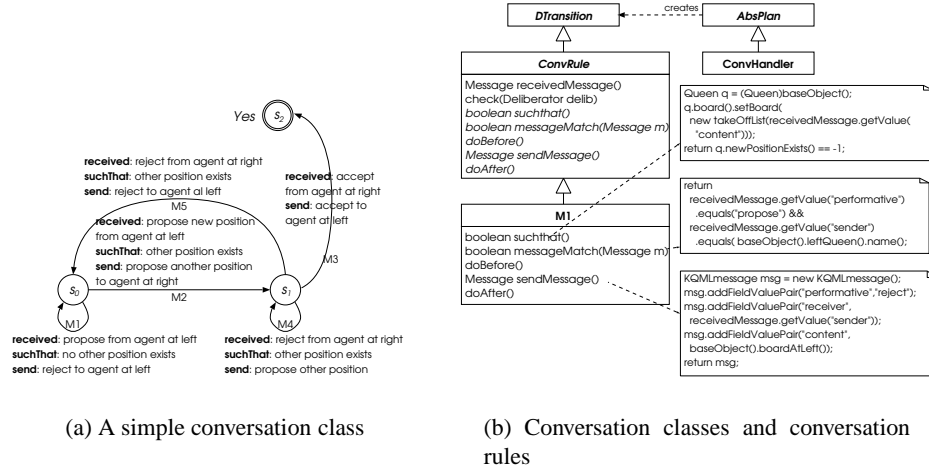 Yes
s2
received: reject from agent at right
suchThat: other position exists
send: reject to agent al left
M5
received: accept
from agent at right
send: accept to
agent at left
M3
received: propose new position
from agent at left
suchThat: other position exists
send: propose another position
to agent at right
s0
M2
s1
M1
received: propose from agent at left
suchThat: no other position exists
send: reject to agent at left
M4
received: reject from agent at right
suchThat: other position exists
send: propose other position
(a) A simple conversation class
DTransition
creates
AbsPlan
ConvRule
Message receivedMessage()
check(Deliberator delib)
boolean suchthat()
boolean messageMatch(Message m)
doBefore()
Message sendMessage()
doAfter()
ConvHandler
M1
boolean suchthat()
boolean messageMatch(Message m)
doBefore()
Message sendMessage()
doAfter()
Queen q = (Queen)baseObject();
q.board().setBoard(
new takeOffList(receivedMessage.getValue(
"content")));
return q.newPositionExists() == -1;
return
receivedMessage.getValue("performative")
.equals("propose") &&
receivedMessage.getValue("sender")
.equals( baseObject().leftQueen().name();
KQMLmessage msg = new KQMLmessage();
msg.addFieldValuePair("performative","reject");
msg.addFieldValuePair("receiver",
receivedMessage.getValue("sender"));
msg.addFieldValuePair("content",
baseObject().boardAtLeft());
return msg;
(b) Conversation classes and conversation
rules